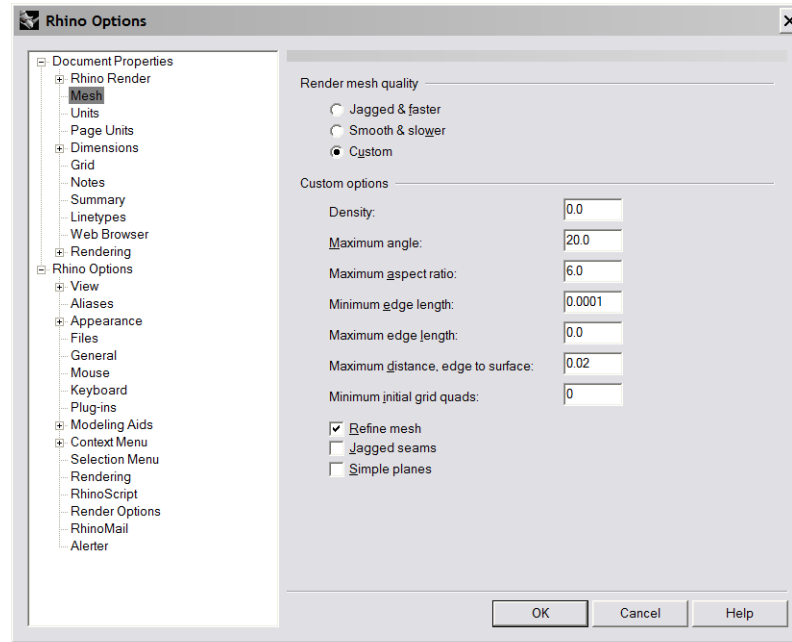 Rhino Options
Document Properties
Rhino Render
Mesh
Units
Page Units
Dimensions
Grid
Notes
Summary
Linetypes
Web Browser
Rendering
Rhino Options
View
Aliases
Appearance
Files
General
Mouse
Keyboard
Plug-ins
Modeling Aids
Context Menu
Selection Menu
Rendering
RhinoScript
Render Options
RhinoMail
Alerter
Render mesh quality
Jagged & faster
Smooth & slower
Custom
Custom options
Density: 0.0
Maximum angle: 20.0
Maximum aspect ratio: 6.0
Minimum edge length: 0.0001
Maximum edge length: 0.0
Maximum distance, edge to surface: 0.02
Minimum initial grid quads: 0
Refine mesh
Jagged seams
Simple planes
OK Cancel Help